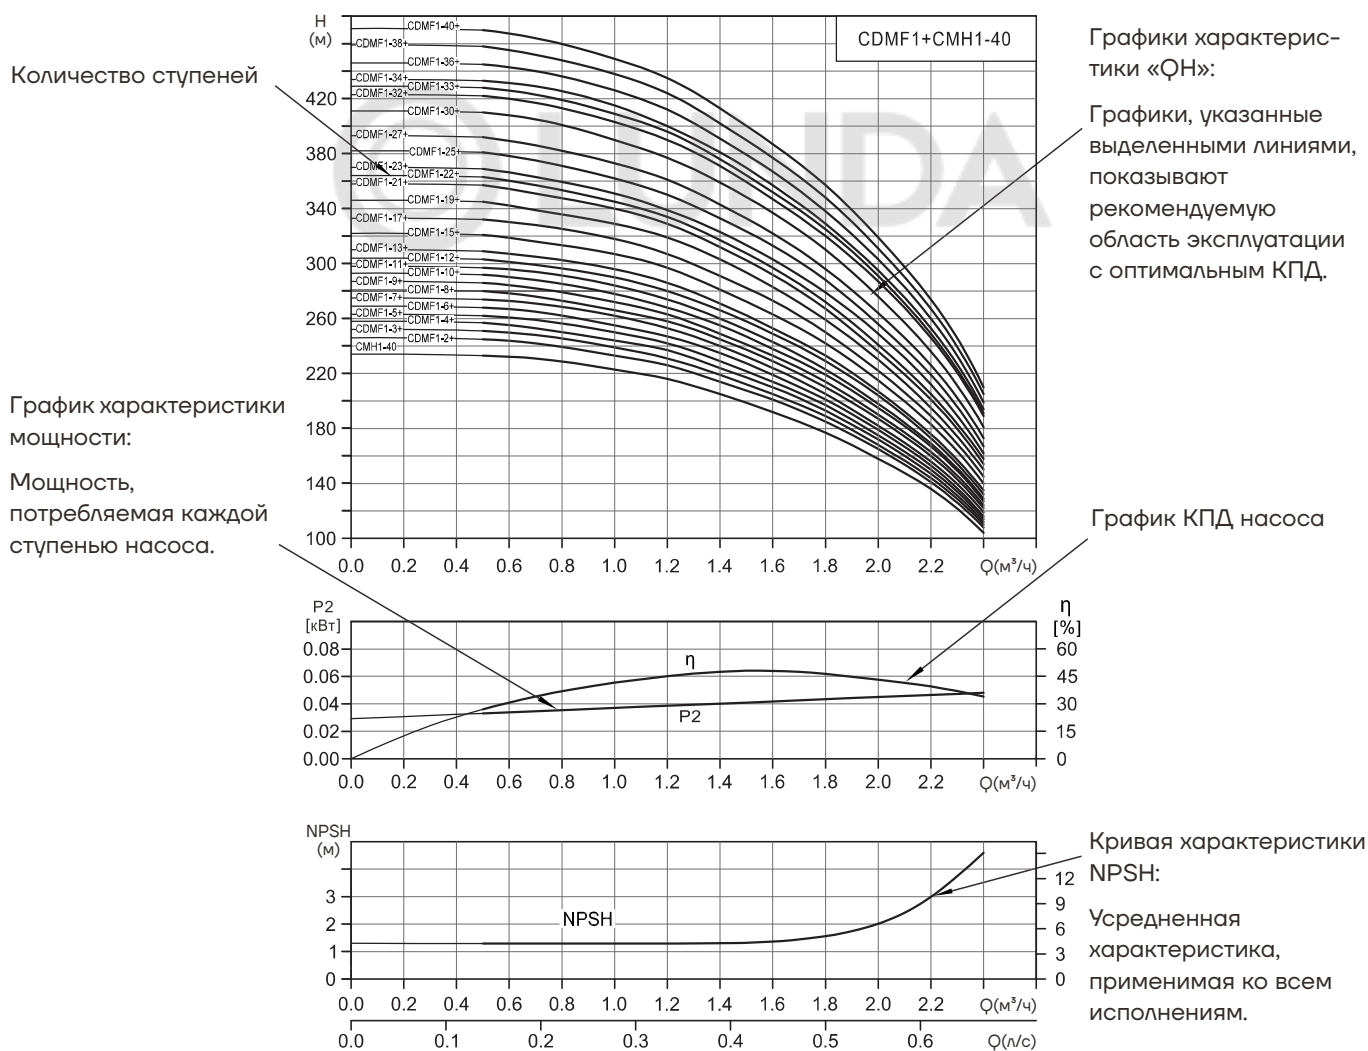 H
(м)
CDMF1+CMH1-40
CDMF1-40+
CDMF1-38+
CDMF1-36+
CDMF1-34+
CDMF1-33+
CDMF1-32+
CDMF1-30+
CDMF1-27+
CDMF1-25+
CDMF1-23+
CDMF1-22+
CDMF1-21+
CDMF1-19+
CDMF1-17+
CDMF1-15+
CDMF1-13+
CDMF1-12+
CDMF1-11+
CDMF1-10+
CDMF1-9+
CDMF1-8+
CDMF1-7+
CDMF1-6+
CDMF1-5+
CDMF1-4+
CDMF1-3+
CDMF1-2+
CMH1-40
420
380
340
300
260
220
180
140
100
0.0 0.2 0.4 0.6 0.8 1.0 1.2 1.4 1.6 1.8 2.0 2.2 Q(м³/ч)
LUNDA
Количество ступеней
График характеристики
мощности:
Мощность,
потребляемая каждой
ступенью насоса.
Графики характерис-
тики «QH»:
Графики, указанные
выделенными линиями,
показывают
рекомендуемую
область эксплуатации
с оптимальным КПД.
График КПД насоса
P2
[кВт]
η
[%]
0.08
0.06
0.04
0.02
0.00
60
45
30
15
0
η
P2
0.0 0.2 0.4 0.6 0.8 1.0 1.2 1.4 1.6 1.8 2.0 2.2 Q(м³/ч)
NPSH
(м)
3
2
1
0
12
9
6
3
0
NPSH
0.0 0.2 0.4 0.6 0.8 1.0 1.2 1.4 1.6 1.8 2.0 2.2 Q(м³/ч)
0.0 0.1 0.2 0.3 0.4 0.5 0.6 Q(л/с)
Кривая характеристики
NPSH:
Усредненная
характеристика,
применимая ко всем
исполнениям.